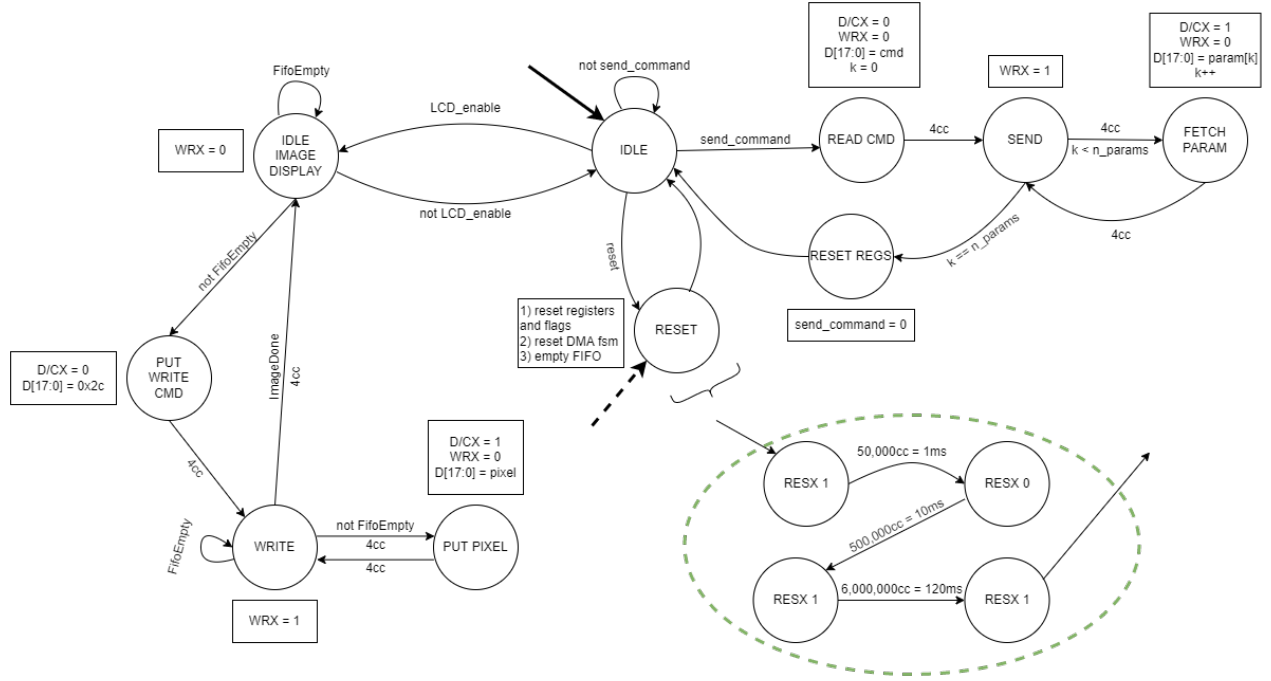 D/CX = 0
WRX = 0
D[17:0] = cmd
k = 0
D/CX = 1
WRX = 0
D[17:0] = param[k]
k++
FifoEmpty
not send_command
WRX = 1
LCD_enable
WRX = 0
IDLE
IMAGE
DISPLAY
IDLE
send_command
READ CMD
4cc
SEND
4cc
k < n_params
FETCH
PARAM
not LCD_enable
4cc
k == n_params
RESET REGS
send_command = 0
reset
not FifoEmpty
1) reset registers
and flags
2) reset DMA fsm
3) empty FIFO
RESET
D/CX = 0
D[17:0] = 0x2c
PUT
WRITE
CMD
ImageDone
4cc
4cc
D/CX = 1
WRX = 0
D[17:0] = pixel
FifoEmpty
WRITE
not FifoEmpty
4cc
4cc
PUT PIXEL
WRX = 1
RESX 1
50,000cc = 1ms
RESX 0
500,000cc = 10ms
RESX 1
6,000,000cc = 120ms
RESX 1